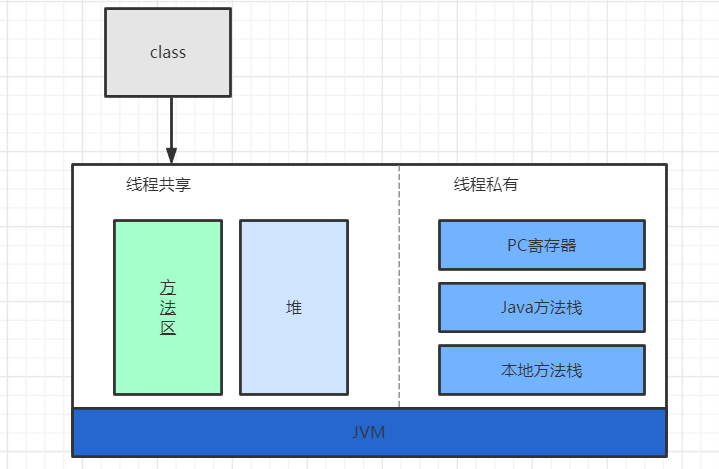 class
线程共享
线程私有
方
法
区
堆
PC寄存器
Java方法栈
本地方法栈
JVM